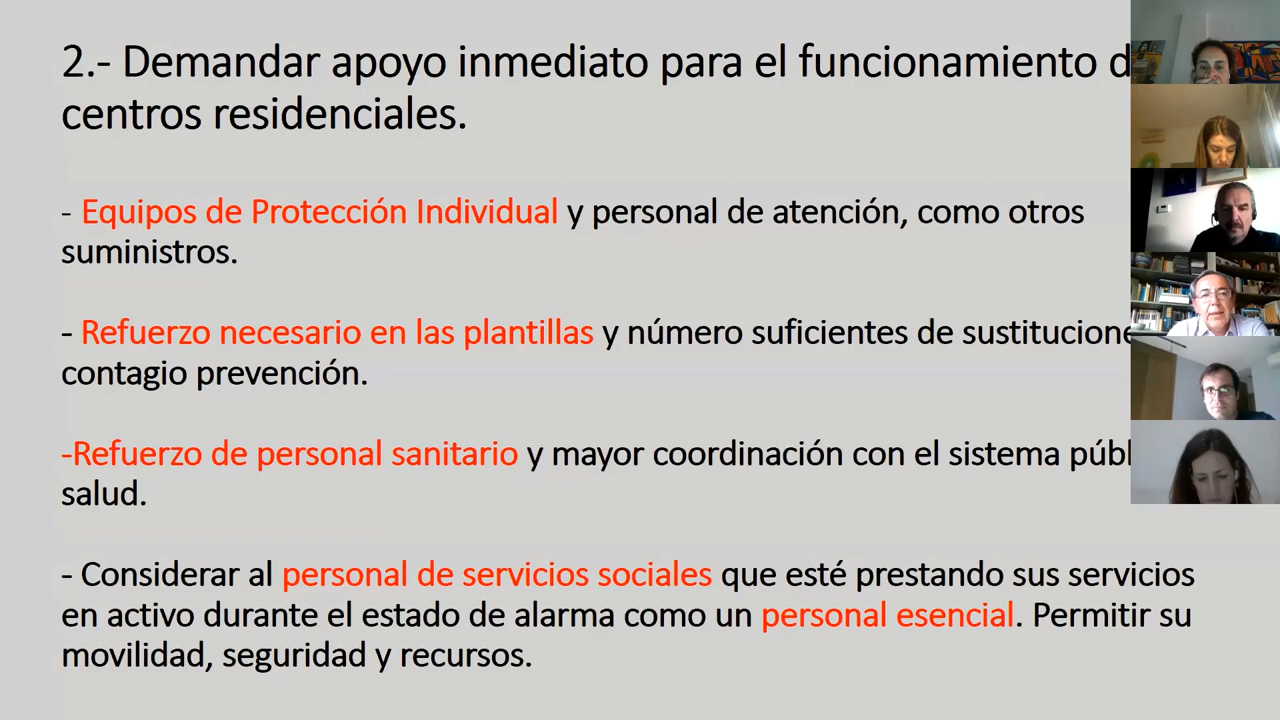 2.- Demandar apoyo inmediato para el funcionamiento
centros residenciales.
- Equipos de Protección Individual y personal de atención, como otros
suministros.
- Refuerzo necesario en las plantillas y número suficientes de
contagio prevención.
-Refuerzo de personal sanitario y mayor coordinación con el sistema
salud.
- Considerar al personal de servicios sociales que esté prestando sus servicios
en activo durante el estado de alarma como un personal esencial. Permitir su
movilidad, seguridad y recursos.